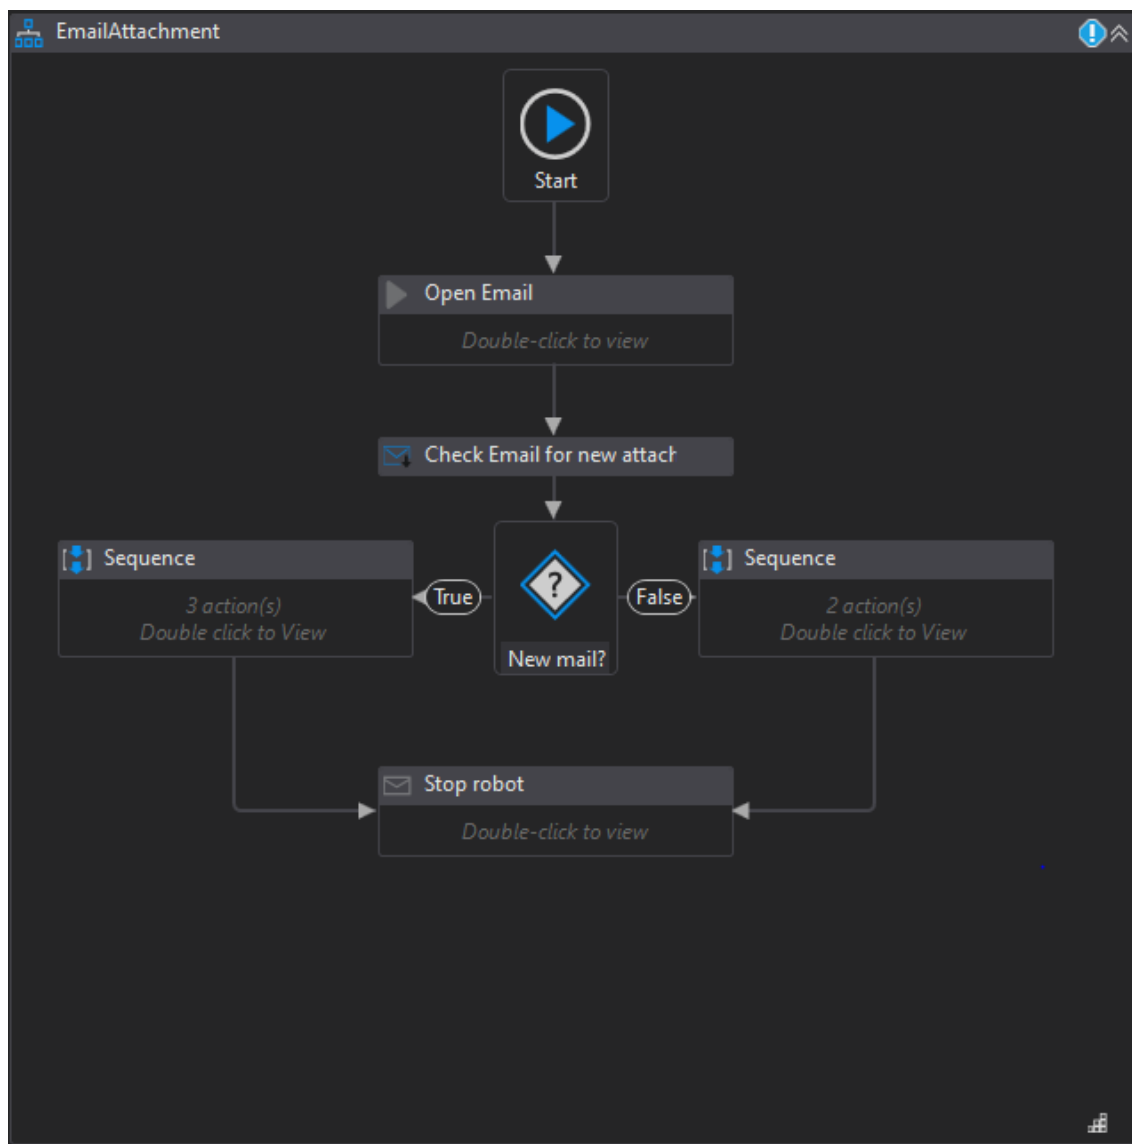 EmailAttachment
Start
Open Email
Double-click to view
Check Email for new attach
Sequence
3 action(s)
Double click to View
True
?
New mail?
False
Sequence
2 action(s)
Double click to View
Stop robot
Double-click to view